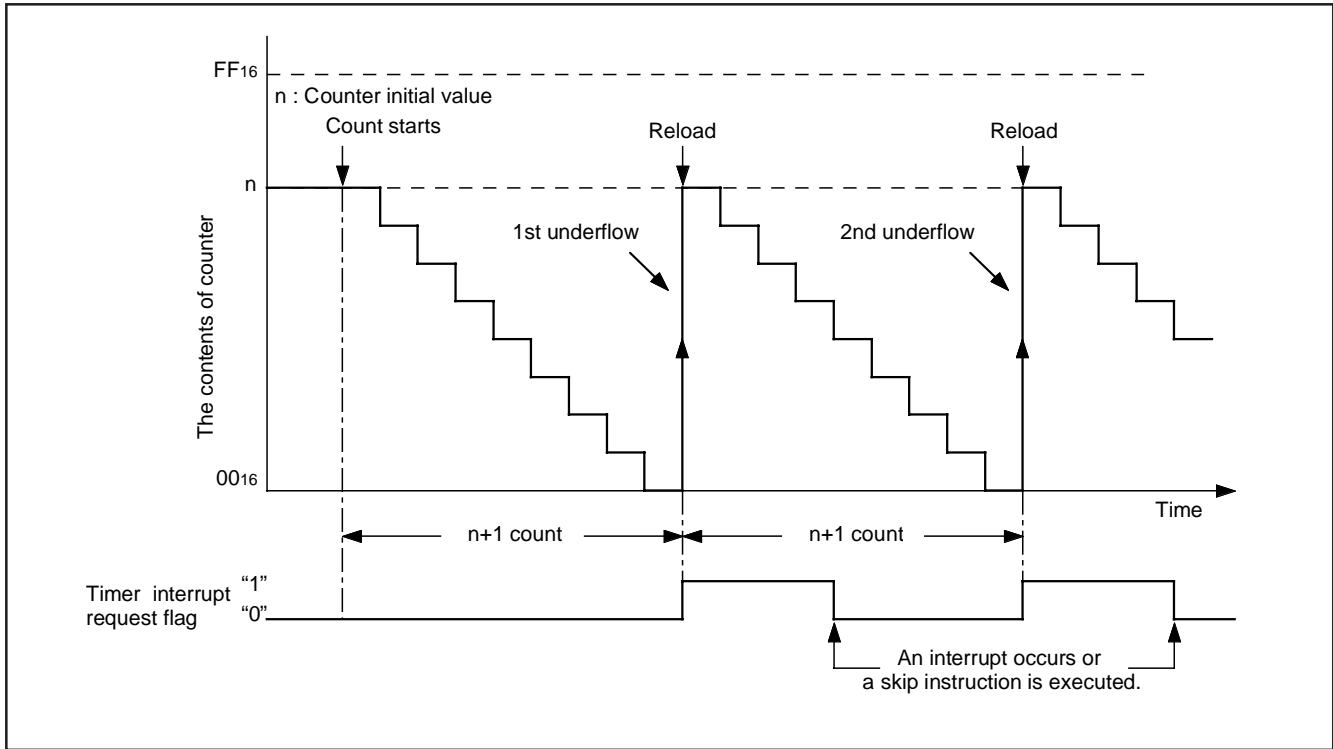 FF16
n : Counter initial value
Count starts
Reload
Reload
n
1st underflow
2nd underflow
The contents of counter
0016
Time
n+1 count
n+1 count
Timer interrupt
request flag
“1”
“0”
An interrupt occurs or
a skip instruction is executed.